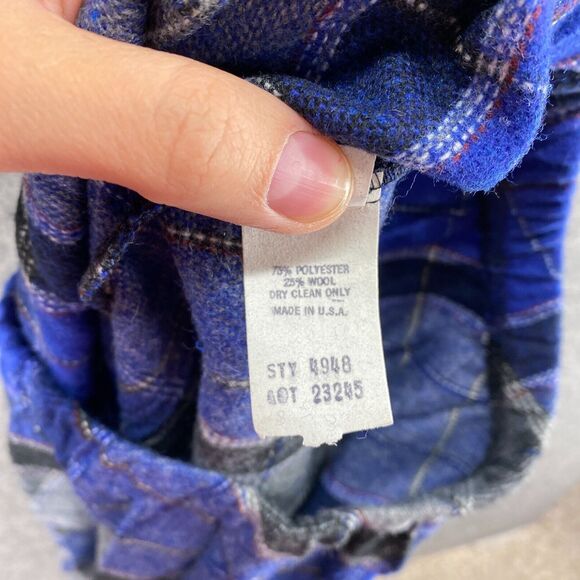 75% POLYESTER
25% WOOL
DRY CLEAN ONLY
MADE IN U.S.A.
STY 4948
LOT 23245